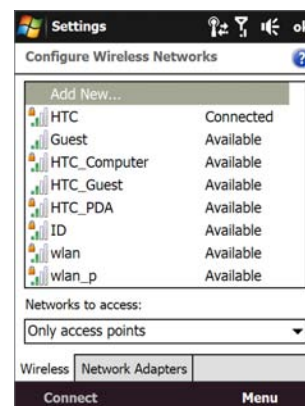 Settings
ok
Configure Wireless Networks
?
Add New...
HTC Connected
Guest Available
HTC_Computer Available
HTC_Guest Available
HTC_PDA Available
ID Available
wlan Available
wlan_p Available
Networks to access:
Only access points
Wireless Network Adapters
Connect Menu